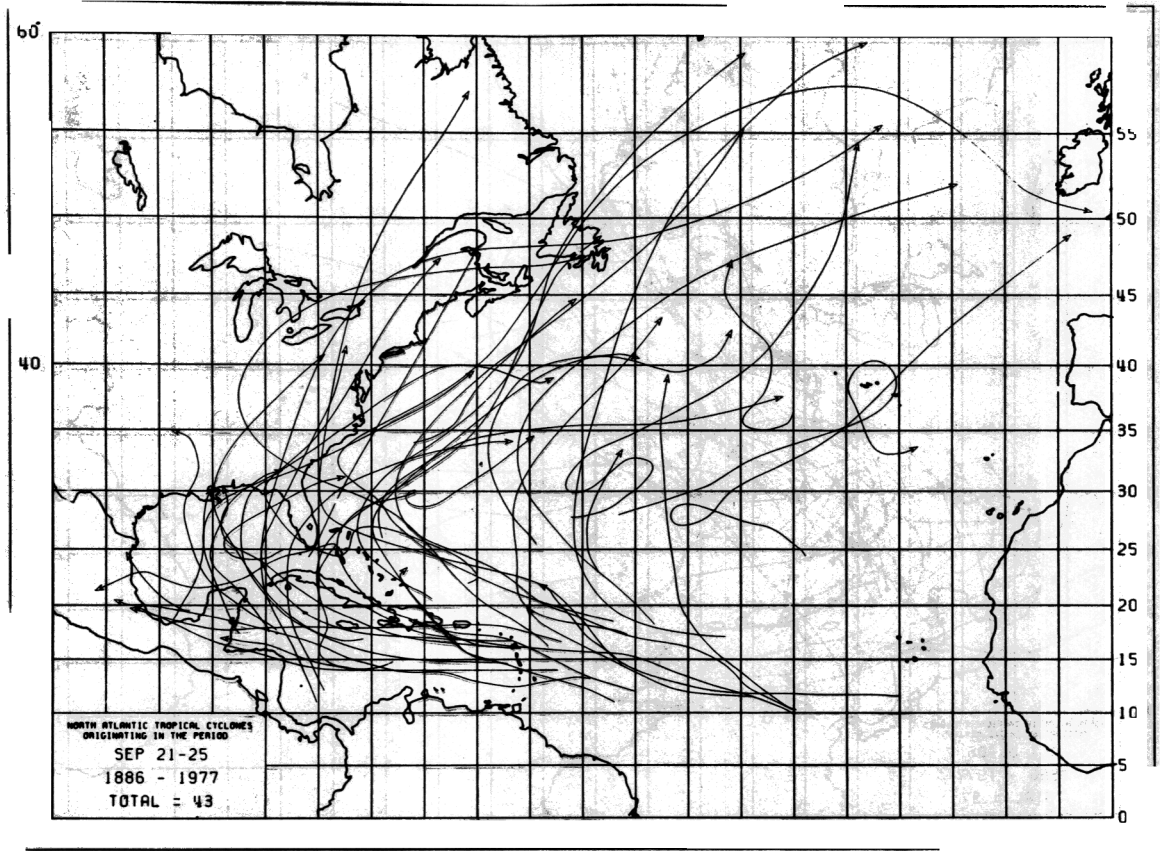 60°
55
50
45
40
40
35
30
25
20
15
10
5
0
NORTH ATLANTIC TROPICAL CYCLONES
ORIGINATING IN THE PERIOD
SEP 21-25
1886 - 1977
TOTAL = 43